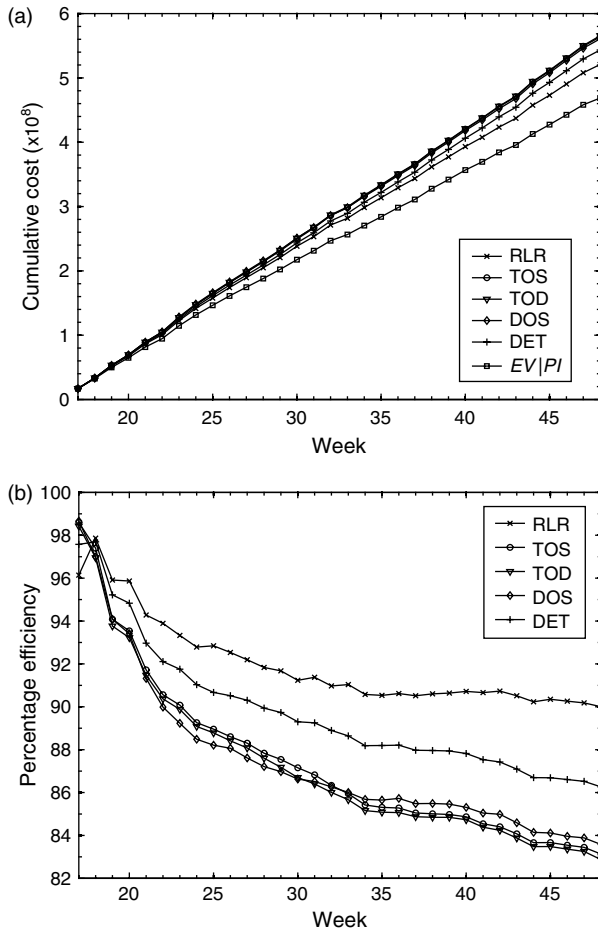 (a)
6
5
4
3
2
1
0
Cumulative cost (x10⁸)
RLR
TOS
TOD
DOS
DET
EV|PI
20 25 30 35 40 45
Week
(b)
100
98
96
94
92
90
88
86
84
82
Percentage efficiency
RLR
TOS
TOD
DOS
DET
20 25 30 35 40 45
Week